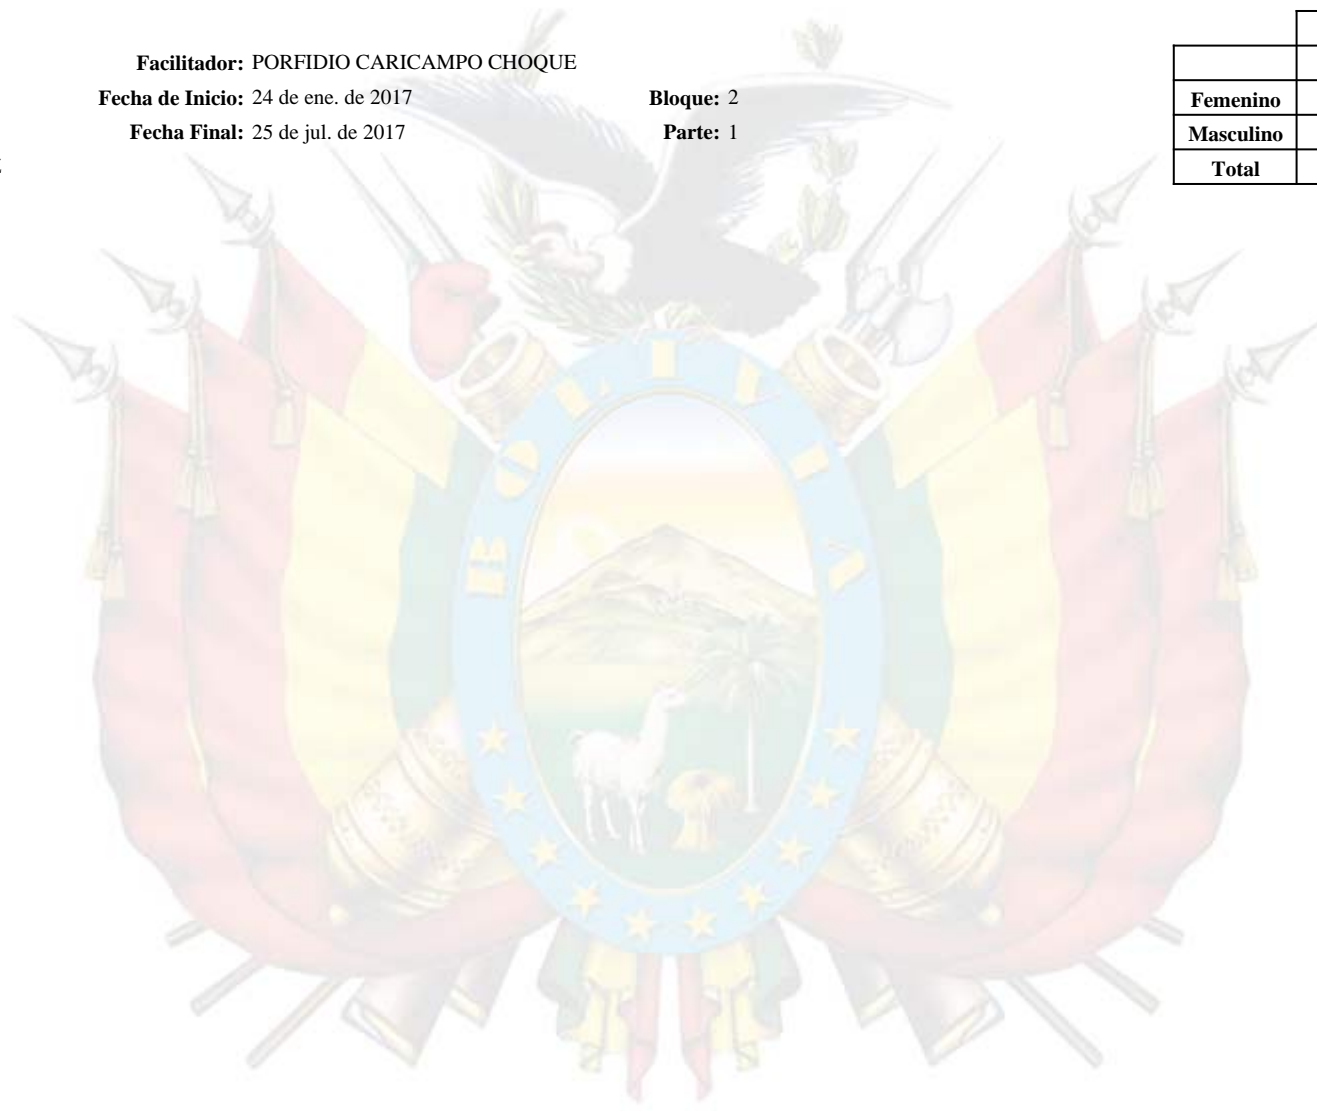 Facilitador: PORFIDIO CARICAMPO CHOQUE
Fecha de Inicio: 24 de ene. de 2017 Bloque: 2
Fecha Final: 25 de jul. de 2017 Parte: 1
Femenino
Masculino
Total
BOLIVIA